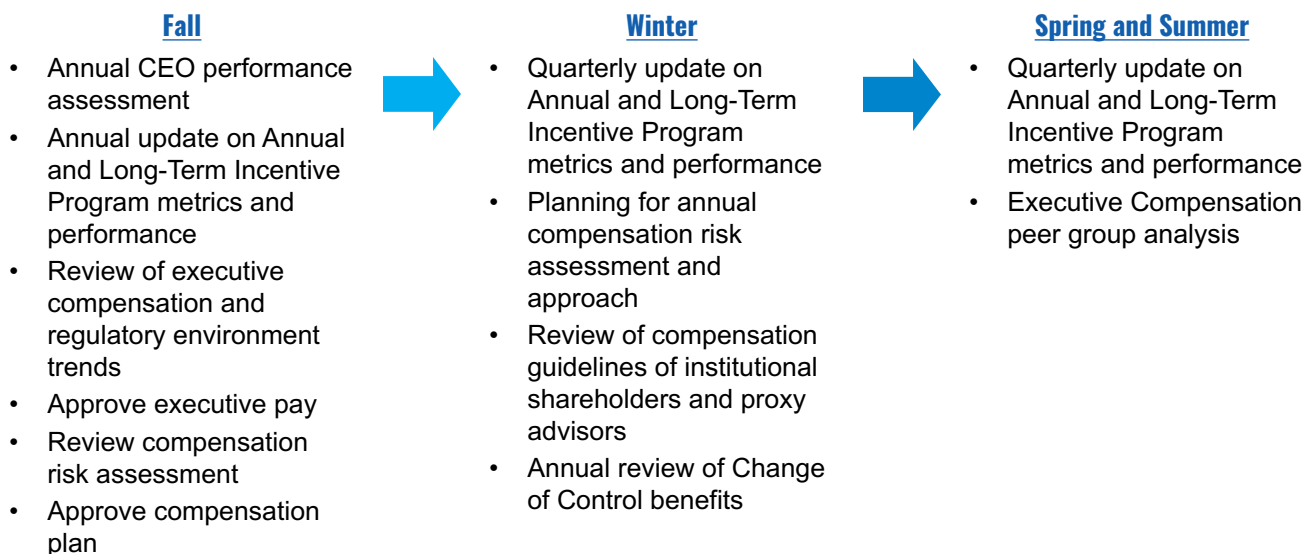 Fall
• Annual CEO performance
assessment
• Annual update on Annual
and Long-Term Incentive
Program metrics and
performance
• Review of executive
compensation and
regulatory environment
trends
• Approve executive pay
• Review compensation
risk assessment
• Approve compensation
plan
Winter
• Quarterly update on
Annual and Long-Term
Incentive Program
metrics and performance
• Planning for annual
compensation risk
assessment and
approach
• Review of compensation
guidelines of institutional
shareholders and proxy
advisors
• Annual review of Change
of Control benefits
Spring and Summer
• Quarterly update on
Annual and Long-Term
Incentive Program
metrics and performance
• Executive Compensation
peer group analysis